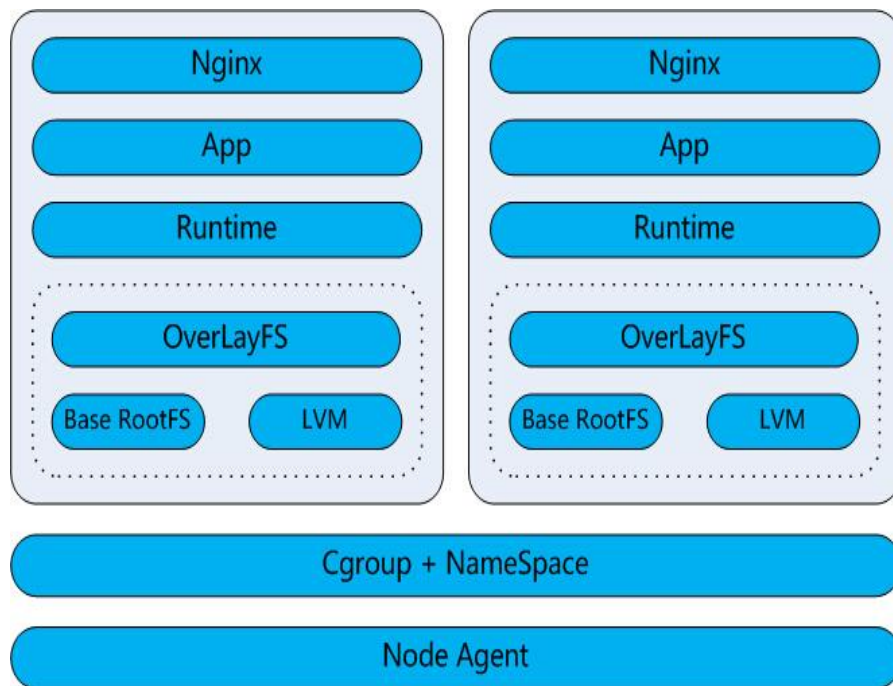 Nginx
Nginx
App
App
Runtime
Runtime
OverLayFS
OverLayFS
Base RootFS
LVM
Base RootFS
LVM
Cgroup + NameSpace
Node Agent